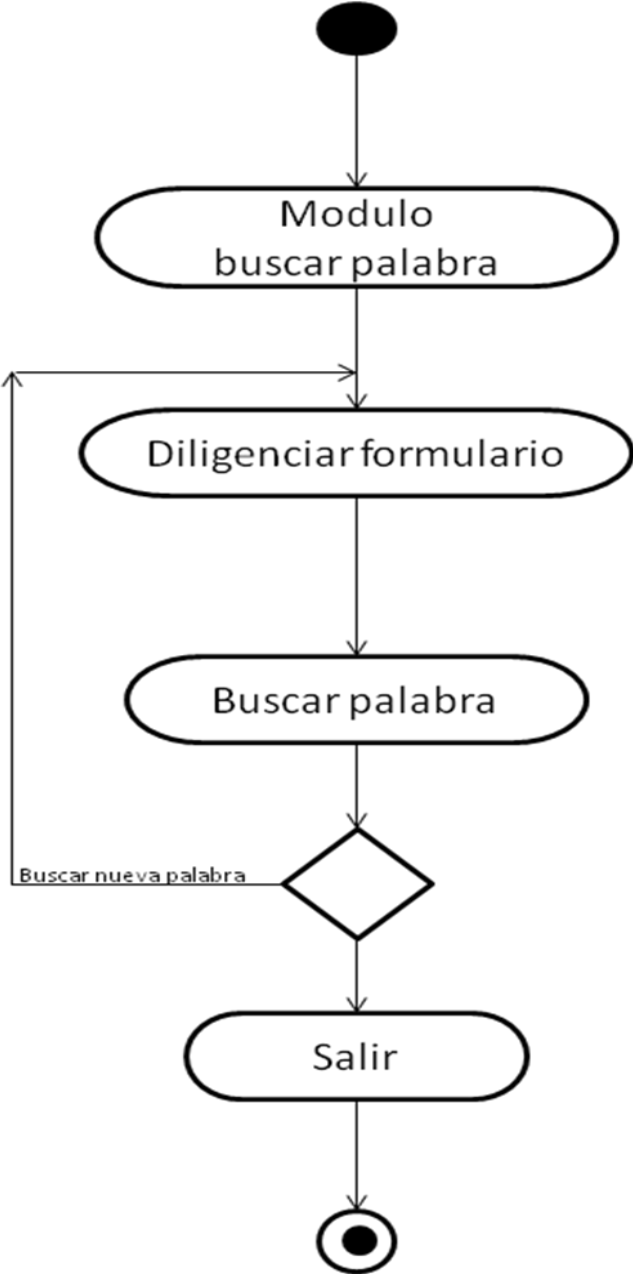 Modulo
buscar palabra
Diligenciar formulario
Buscar palabra
Buscar nueva palabra
Salir